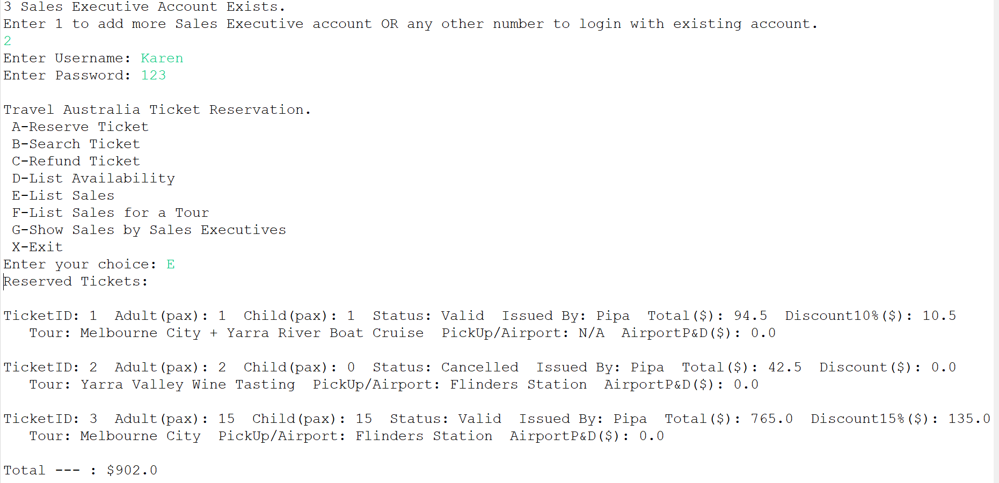 3 Sales Executive Account Exists.
Enter 1 to add more Sales Executive account OR any other number to login with existing account.
2
Enter Username: Karen
Enter Password: 123
Travel Australia Ticket Reservation.
A-Reserve Ticket
B-Search Ticket
C-Refund Ticket
D-List Availability
E-List Sales
F-List Sales for a Tour
G-Show Sales by Sales Executives
X-Exit
Enter your choice: E
Reserved Tickets:
TicketID: 1  Adult(pax): 1  Child(pax): 1  Status: Valid  Issued By: Pipa  Total($): 94.5  Discount10%($): 10.5
Tour: Melbourne City + Yarra River Boat Cruise  PickUp/Airport: N/A  AirportP&D($): 0.0
TicketID: 2  Adult(pax): 2  Child(pax): 0  Status: Cancelled  Issued By: Pipa  Total($): 42.5  Discount($): 0.0
Tour: Yarra Valley Wine Tasting  PickUp/Airport: Flinders Station  AirportP&D($): 0.0
TicketID: 3  Adult(pax): 15  Child(pax): 15  Status: Valid  Issued By: Pipa  Total($): 765.0  Discount15%($): 135.0
Tour: Melbourne City  PickUp/Airport: Flinders Station  AirportP&D($): 0.0
Total --- : $902.0